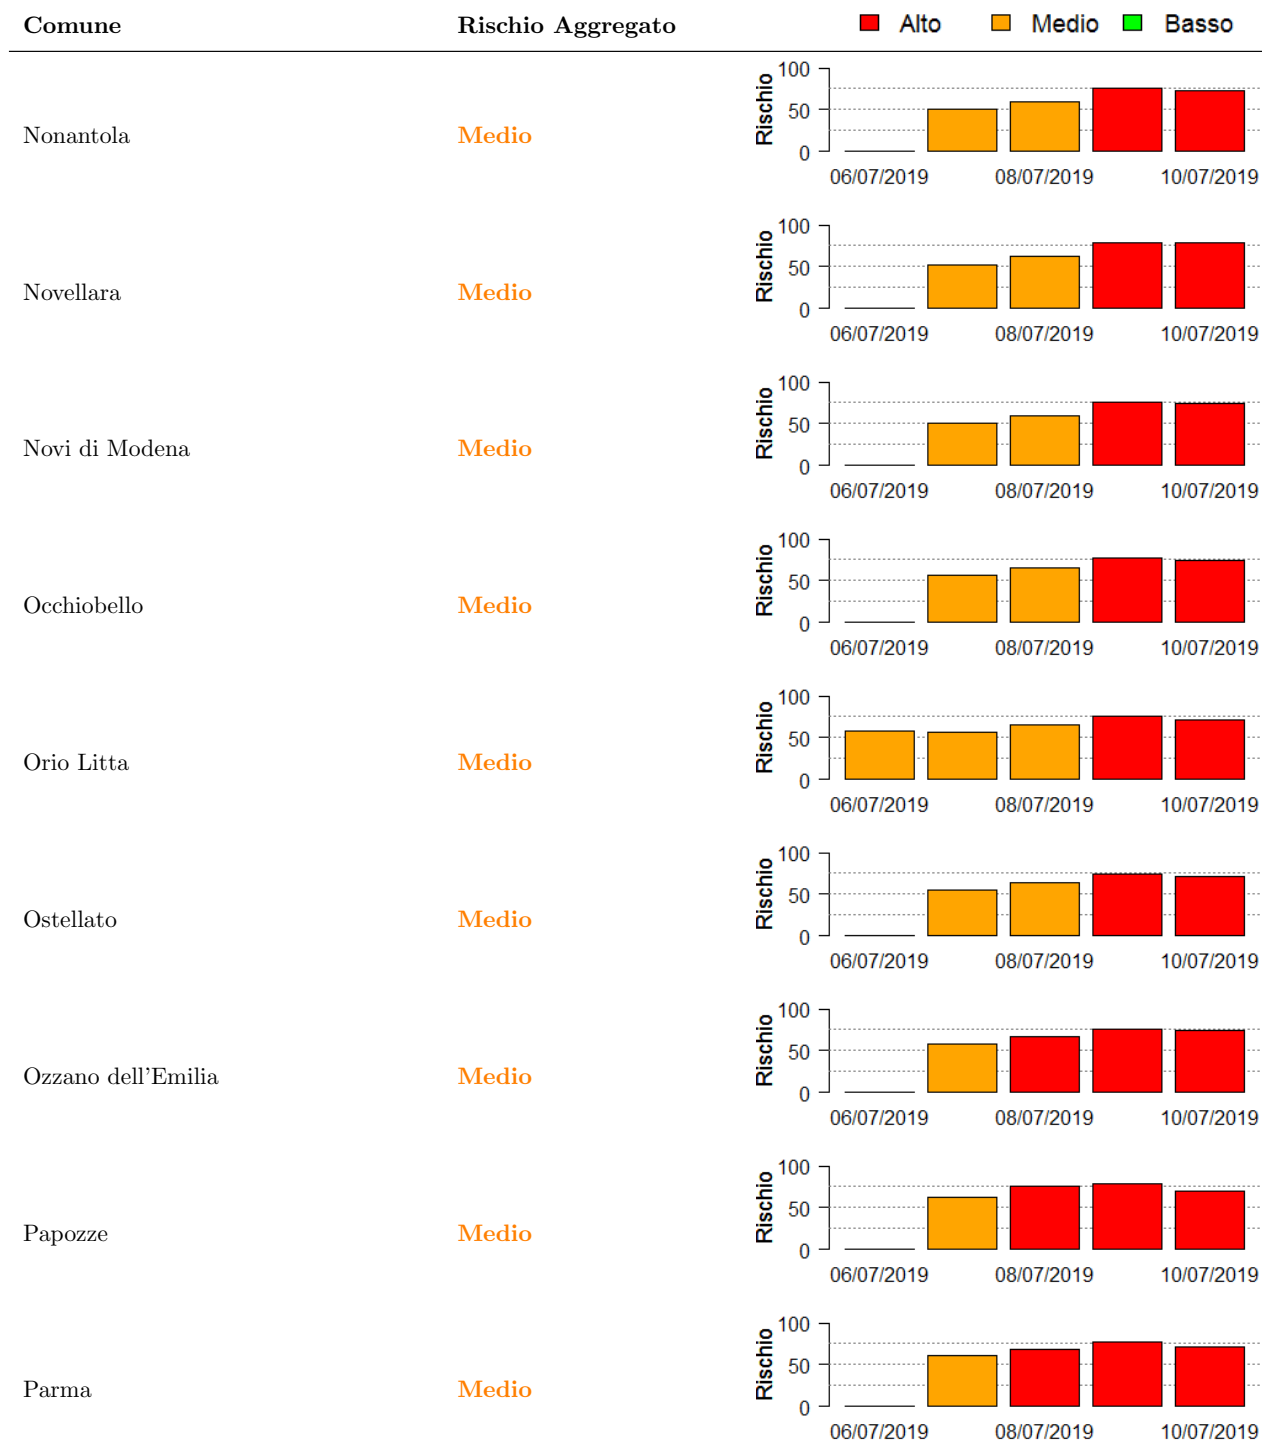 Comune Rischio Aggregato Alto Medio Basso
100
50
0
Rischio
Nonantola Medio
06/07/2019 08/07/2019 10/07/2019
100
50
0
Rischio
Novellara Medio
06/07/2019 08/07/2019 10/07/2019
100
50
0
Rischio
Novi di Modena Medio
06/07/2019 08/07/2019 10/07/2019
100
50
0
Rischio
Occhiobello Medio
06/07/2019 08/07/2019 10/07/2019
100
50
0
Rischio
Orio Litta Medio
06/07/2019 08/07/2019 10/07/2019
100
50
0
Rischio
Ostellato Medio
06/07/2019 08/07/2019 10/07/2019
100
50
0
Rischio
Ozzano dell'Emilia Medio
06/07/2019 08/07/2019 10/07/2019
100
50
0
Rischio
Papozze Medio
06/07/2019 08/07/2019 10/07/2019
100
50
0
Rischio
Parma Medio
06/07/2019 08/07/2019 10/07/2019